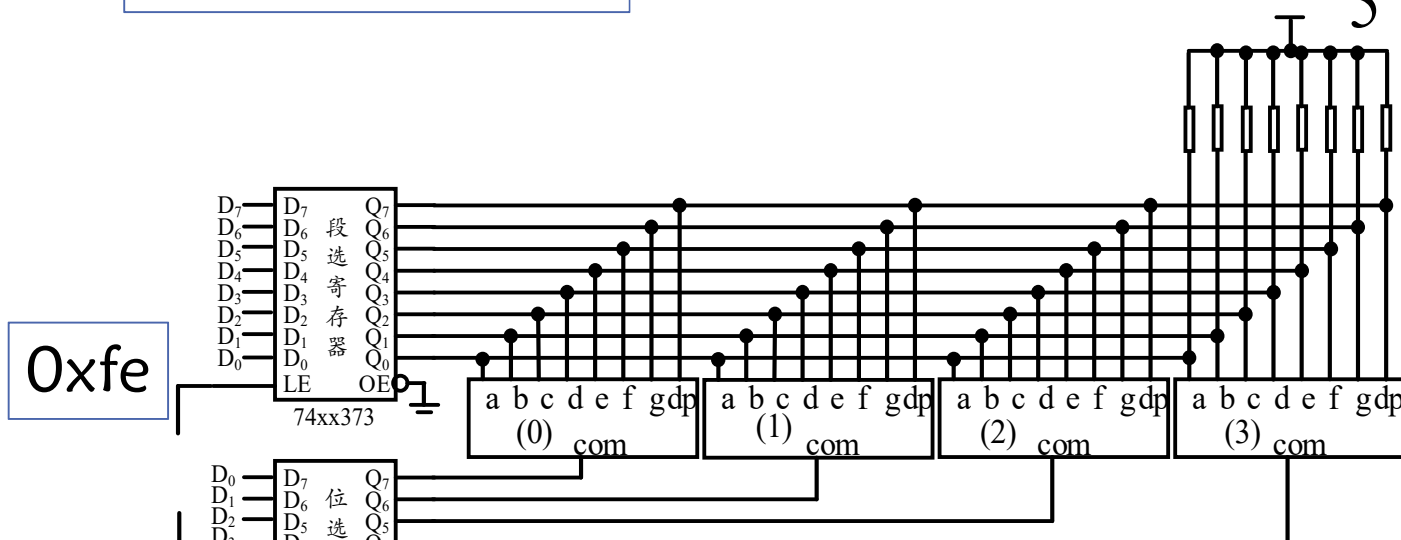 5
D₇ D₇ 段 Q₇
D₆ D₆ 选 Q₆
D₅ D₅ 寄 Q₅
D₄ D₄ 存 Q₄
D₃ D₃ 器 Q₃
D₂ D₂ Q₂
D₁ D₁ Q₁
D₀ D₀ Q₀
LE OE
74xx373
0xfe
a b c d e f g dp
(0)
com
a b c d e f g dp
(1)
com
a b c d e f g dp
(2)
com
a b c d e f g dp
(3)
com
D₀ D₇ 位 Q₇
D₁ D₆ 选 Q₆
D₂ D₅ Q₅